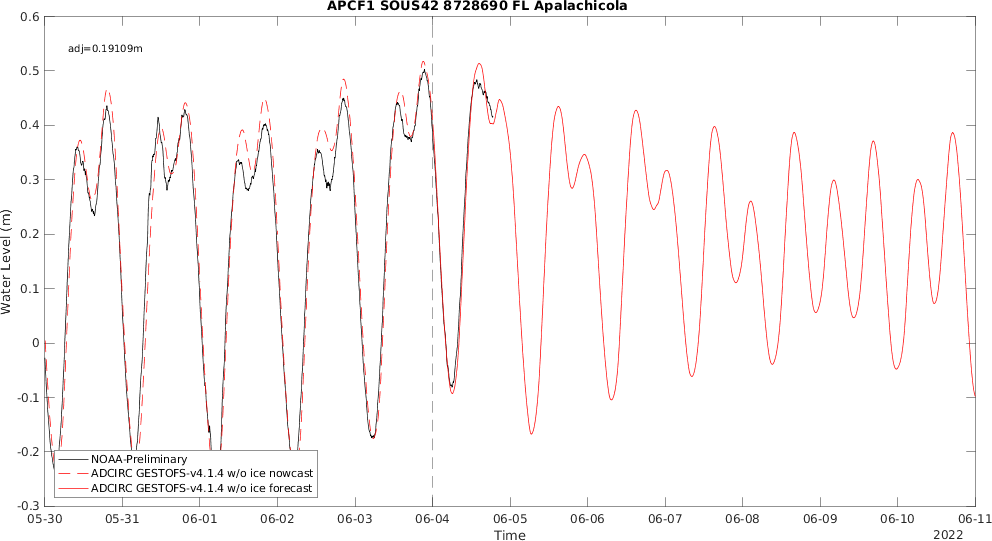 APCF1 SOUS42 8728690 FL Apalachicola
adj=0.19109m
0.6
0.5
0.4
0.3
0.2
0.1
0
-0.1
-0.2
-0.3
Water Level (m)
NOAA-Preliminary
ADCIRC GESTOFS-v4.1.4 w/o ice nowcast
ADCIRC GESTOFS-v4.1.4 w/o ice forecast
05-30 05-31 06-01 06-02 06-03 06-04 06-05 06-06 06-07 06-08 06-09 06-10 06-11
Time
2022